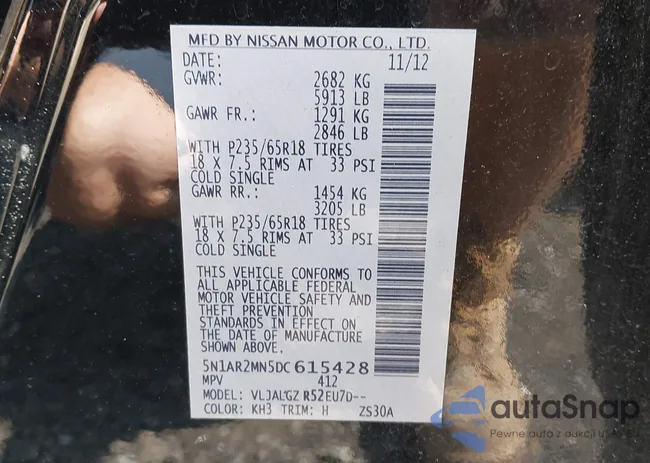 MFD BY NISSAN MOTOR CO., LTD.
DATE: 11/12
GVWR: 2682 KG
5913 LB
GAWR FR.: 1291 KG
2846 LB
WITH P235/65R18 TIRES
18 X 7.5 RIMS AT 33 PSI
COLD SINGLE
GAWR RR.: 1454 KG
3205 LB
WITH P235/65R18 TIRES
18 X 7.5 RIMS AT 33 PSI
COLD SINGLE
THIS VEHICLE CONFORMS TO
ALL APPLICABLE FEDERAL
MOTOR VEHICLE SAFETY AND
THEFT PREVENTION
STANDARDS IN EFFECT ON
THE DATE OF MANUFACTURE
SHOWN ABOVE.
5N1AR2MN5DC615428
MPV 412
MODEL: VLJALGZ R52EU7D--
COLOR: KH3 TRIM: H ZS30A
autaSnap
Pewne auta z aukcji